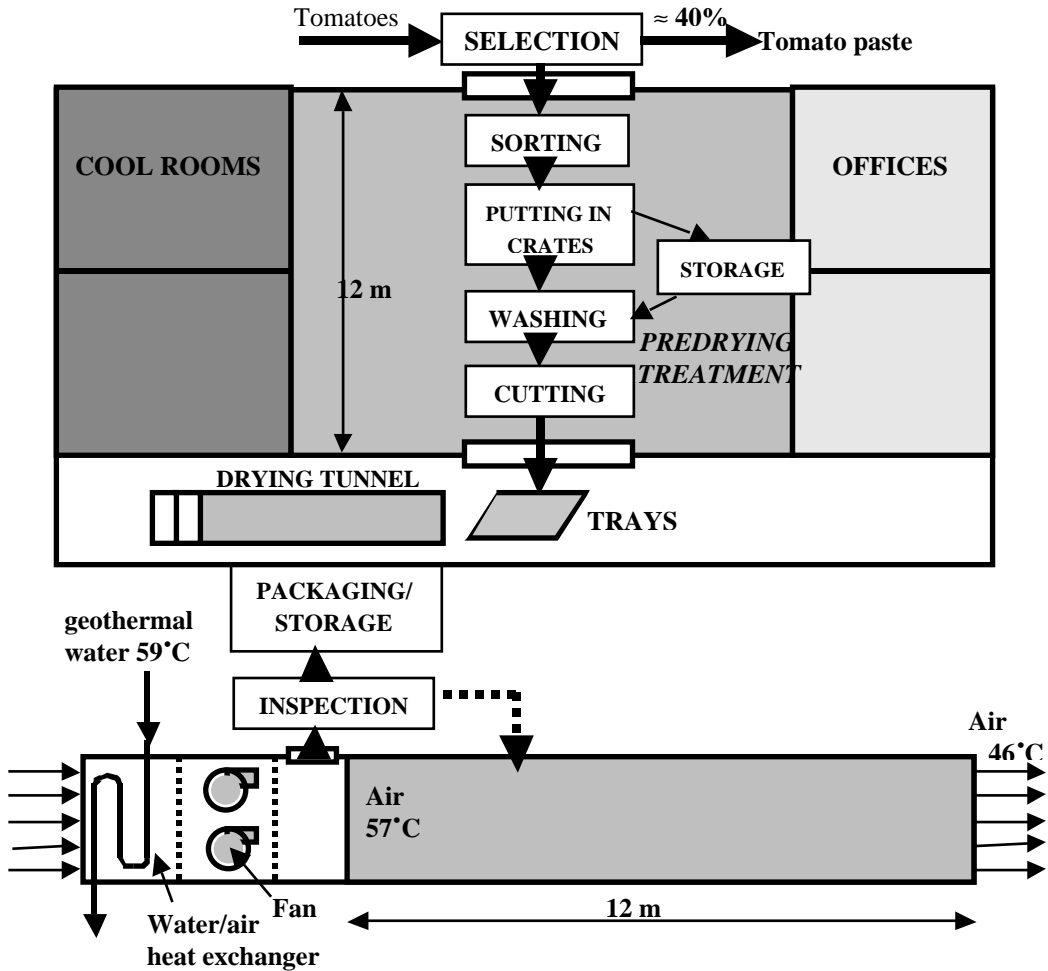 Tomatoes
≈ 40%
SELECTION
Tomato paste
SORTING
COOL ROOMS
OFFICES
PUTTING IN
CRATES
STORAGE
12 m
WASHING
PREDRYING
TREATMENT
CUTTING
DRYING TUNNEL
TRAYS
PACKAGING/
STORAGE
geothermal
water 59°C
INSPECTION
Air
46°C
Air
57°C
Fan
12 m
Water/air
heat exchanger